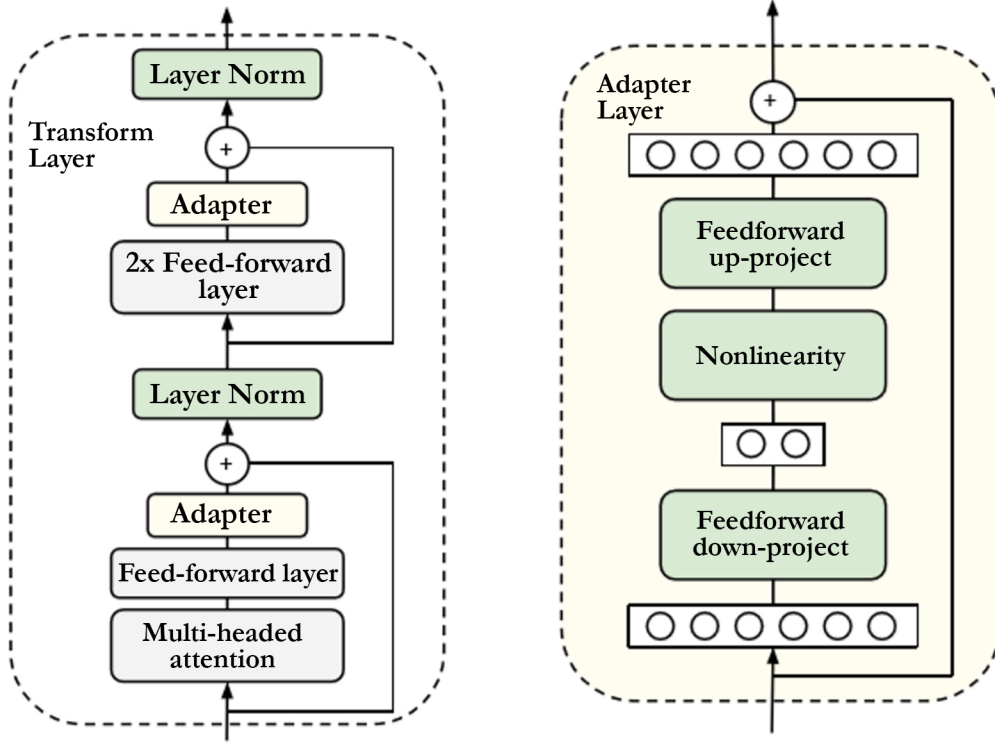 Layer Norm
Transform
Layer
+
Adapter
2x Feed-forward
layer
Layer Norm
+
Adapter
Feed-forward layer
Multi-headed
attention
Adapter
Layer
+
Feedforward
up-project
Nonlinearity
Feedforward
down-project